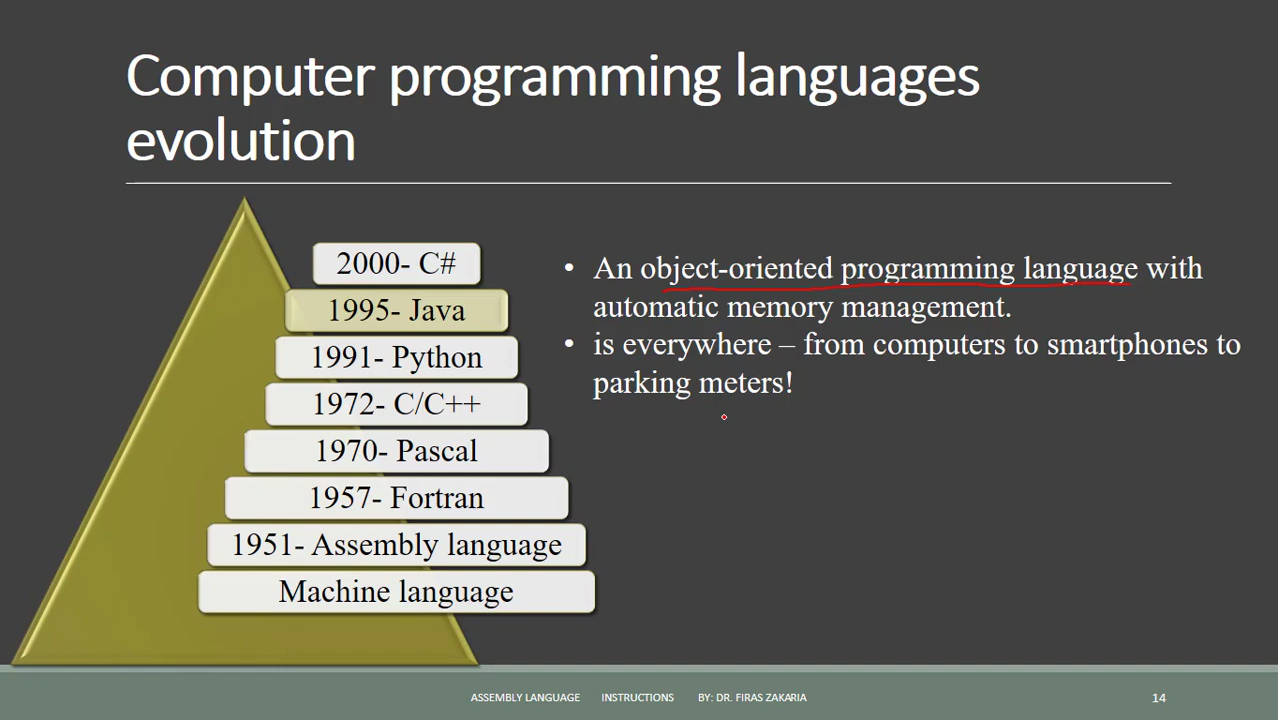 Computer programming languages
evolution
2000- C#
1995- Java
1991- Python
1972- C/C++
1970- Pascal
1957- Fortran
1951- Assembly language
Machine language
• An object-oriented programming language with
automatic memory management.
• is everywhere – from computers to smartphones to
parking meters!
ASSEMBLY LANGUAGE INSTRUCTIONS BY: DR. FIRAS ZAKARIA
14